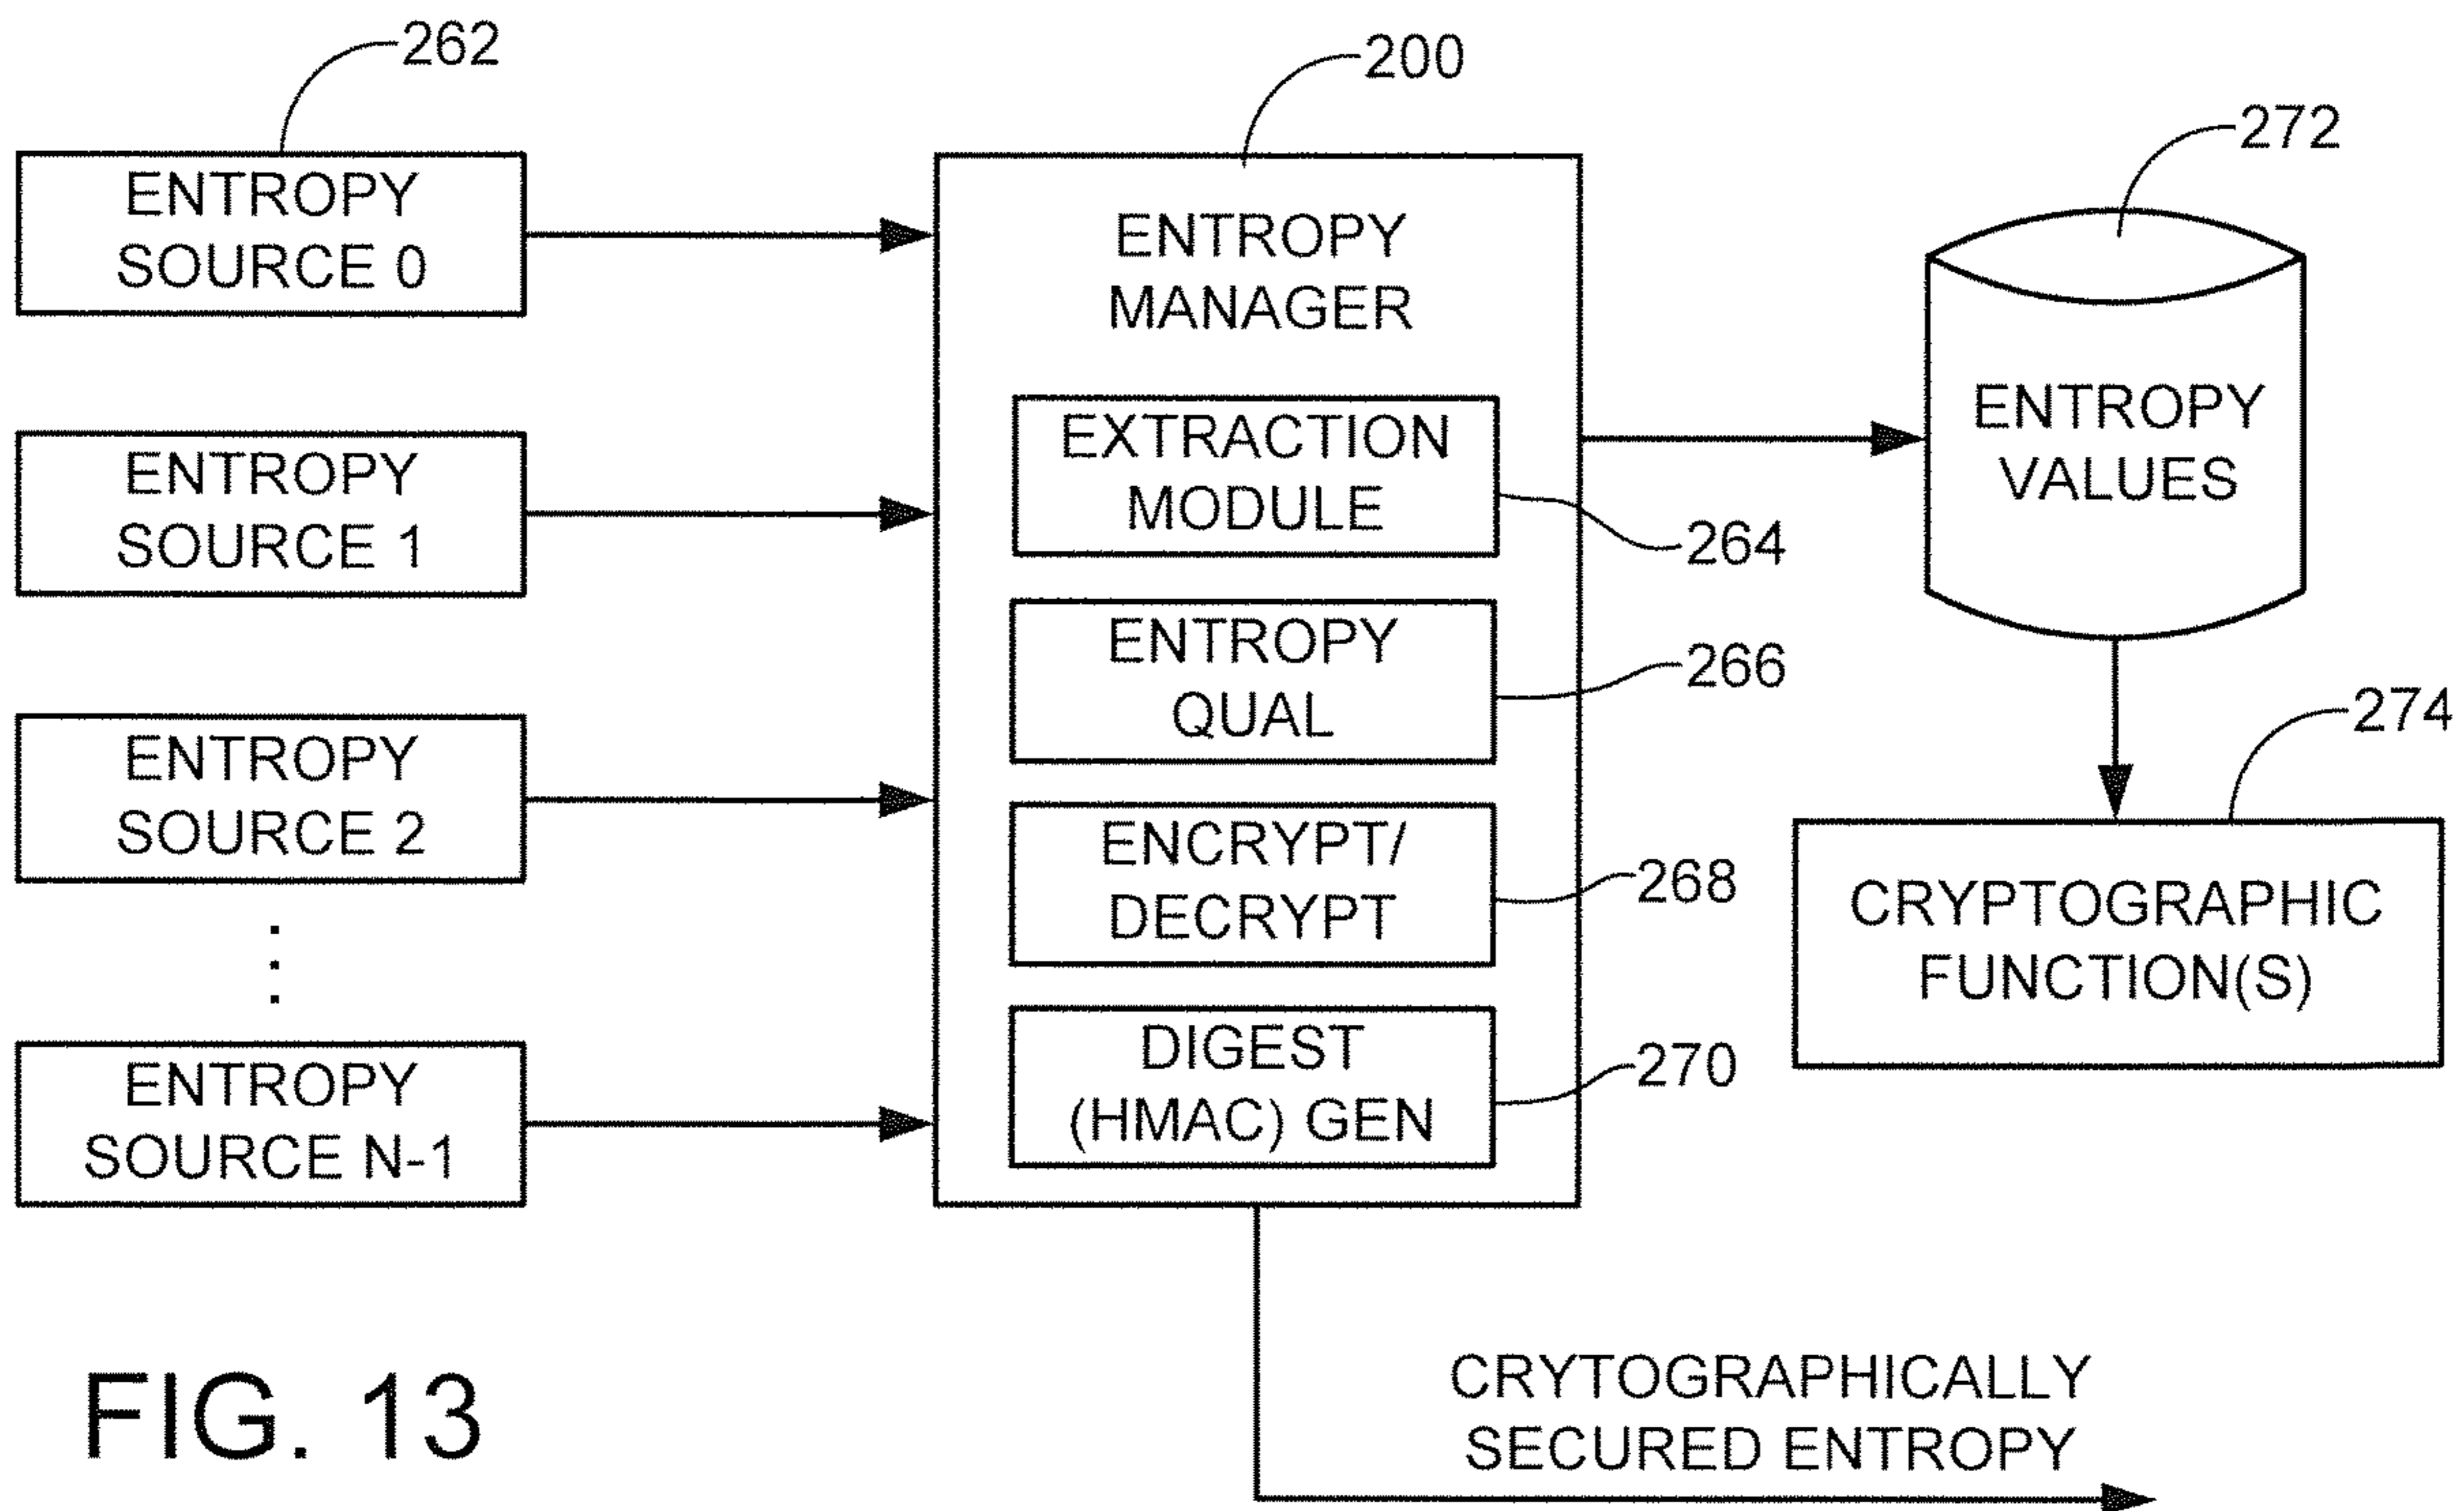 262
ENTROPY
SOURCE 0
ENTROPY
SOURCE 1
ENTROPY
SOURCE 2
ENTROPY
SOURCE N-1
200
ENTROPY
MANAGER
EXTRACTION
MODULE
264
ENTROPY
QUAL
266
ENCRYPT/
DECRYPT
268
DIGEST
(HMAC) GEN
270
272
ENTROPY
VALUES
274
CRYPTOGRAPHIC
FUNCTION(S)
CRYTOGRAPHICALLY
SECURED ENTROPY
FIG. 13